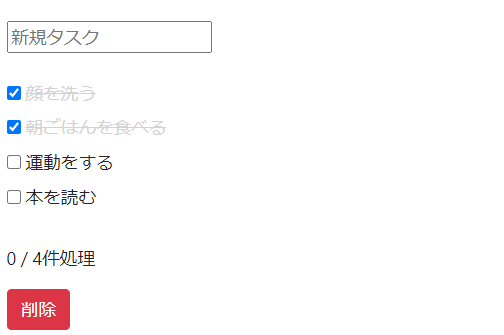 新規タスク
顔を洗う
朝ごはんを食べる
運動をする
本を読む
0 / 4件処理
削除